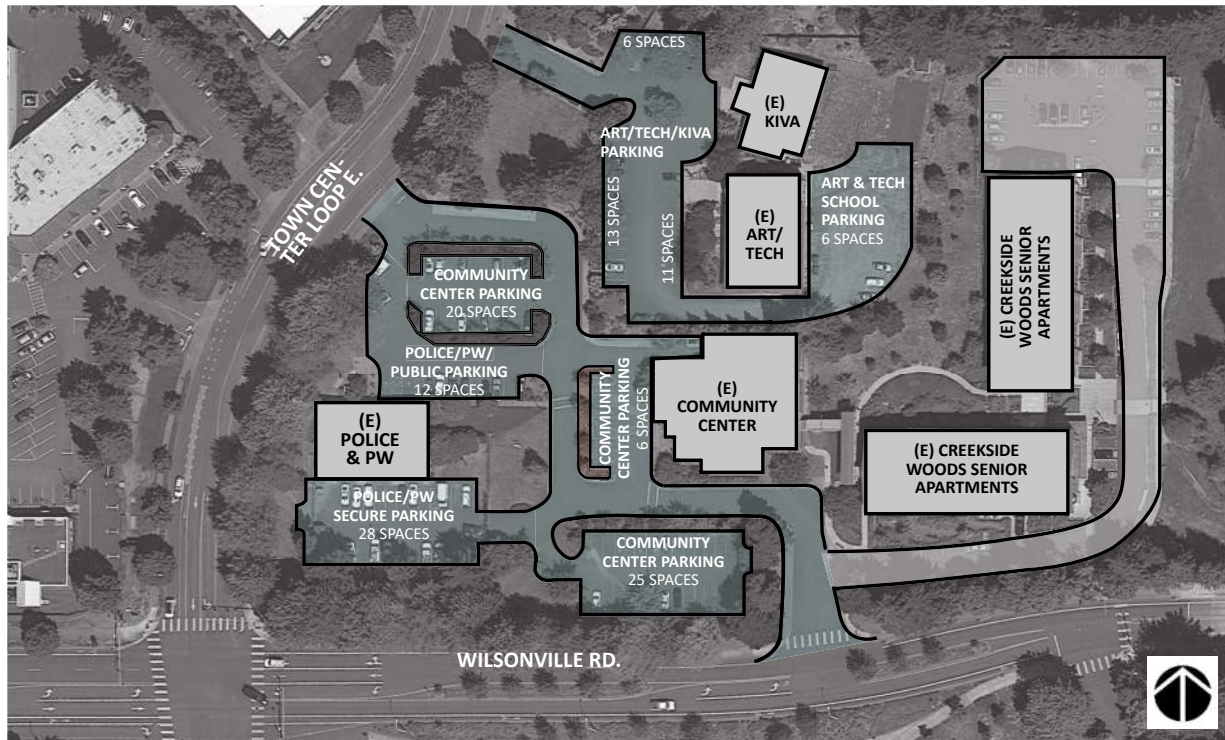 6 SPACES
(E)
KIVA
ART/TECH/KIVA
PARKING
13 SPACES
11 SPACES
(E)
ART/
TECH
ART & TECH
SCHOOL
PARKING
6 SPACES
TOWN CEN-
TER LOOP E.
COMMUNITY
CENTER PARKING
20 SPACES
POLICE/PW/
PUBLIC PARKING
12 SPACES
COMMUNITY
CENTER PARKING
6 SPACES
(E)
COMMUNITY
CENTER
(E) CREEKSIDE
WOODS SENIOR
APARTMENTS
(E)
POLICE
& PW
(E) CREEKSIDE
WOODS SENIOR
APARTMENTS
POLICE/PW
SECURE PARKING
28 SPACES
COMMUNITY
CENTER PARKING
25 SPACES
WILSONVILLE RD.